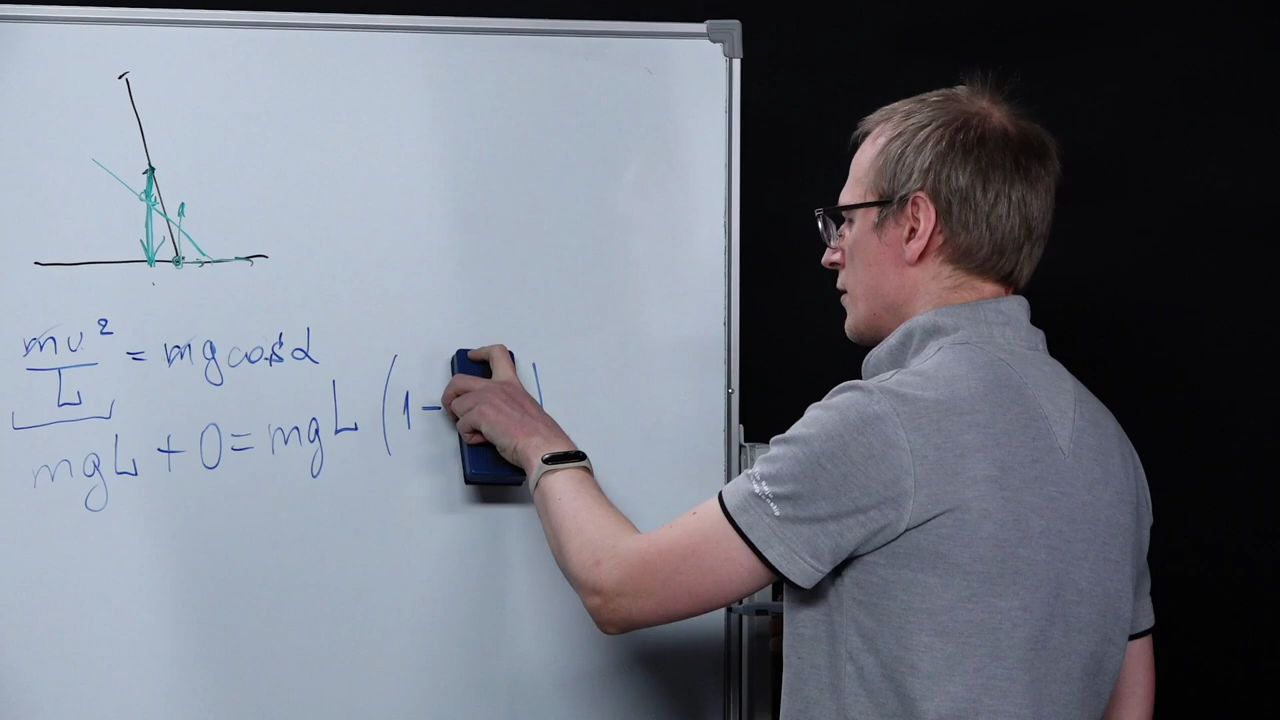 mv²/L = mg cos α
mgL + 0 = mgL (1 -